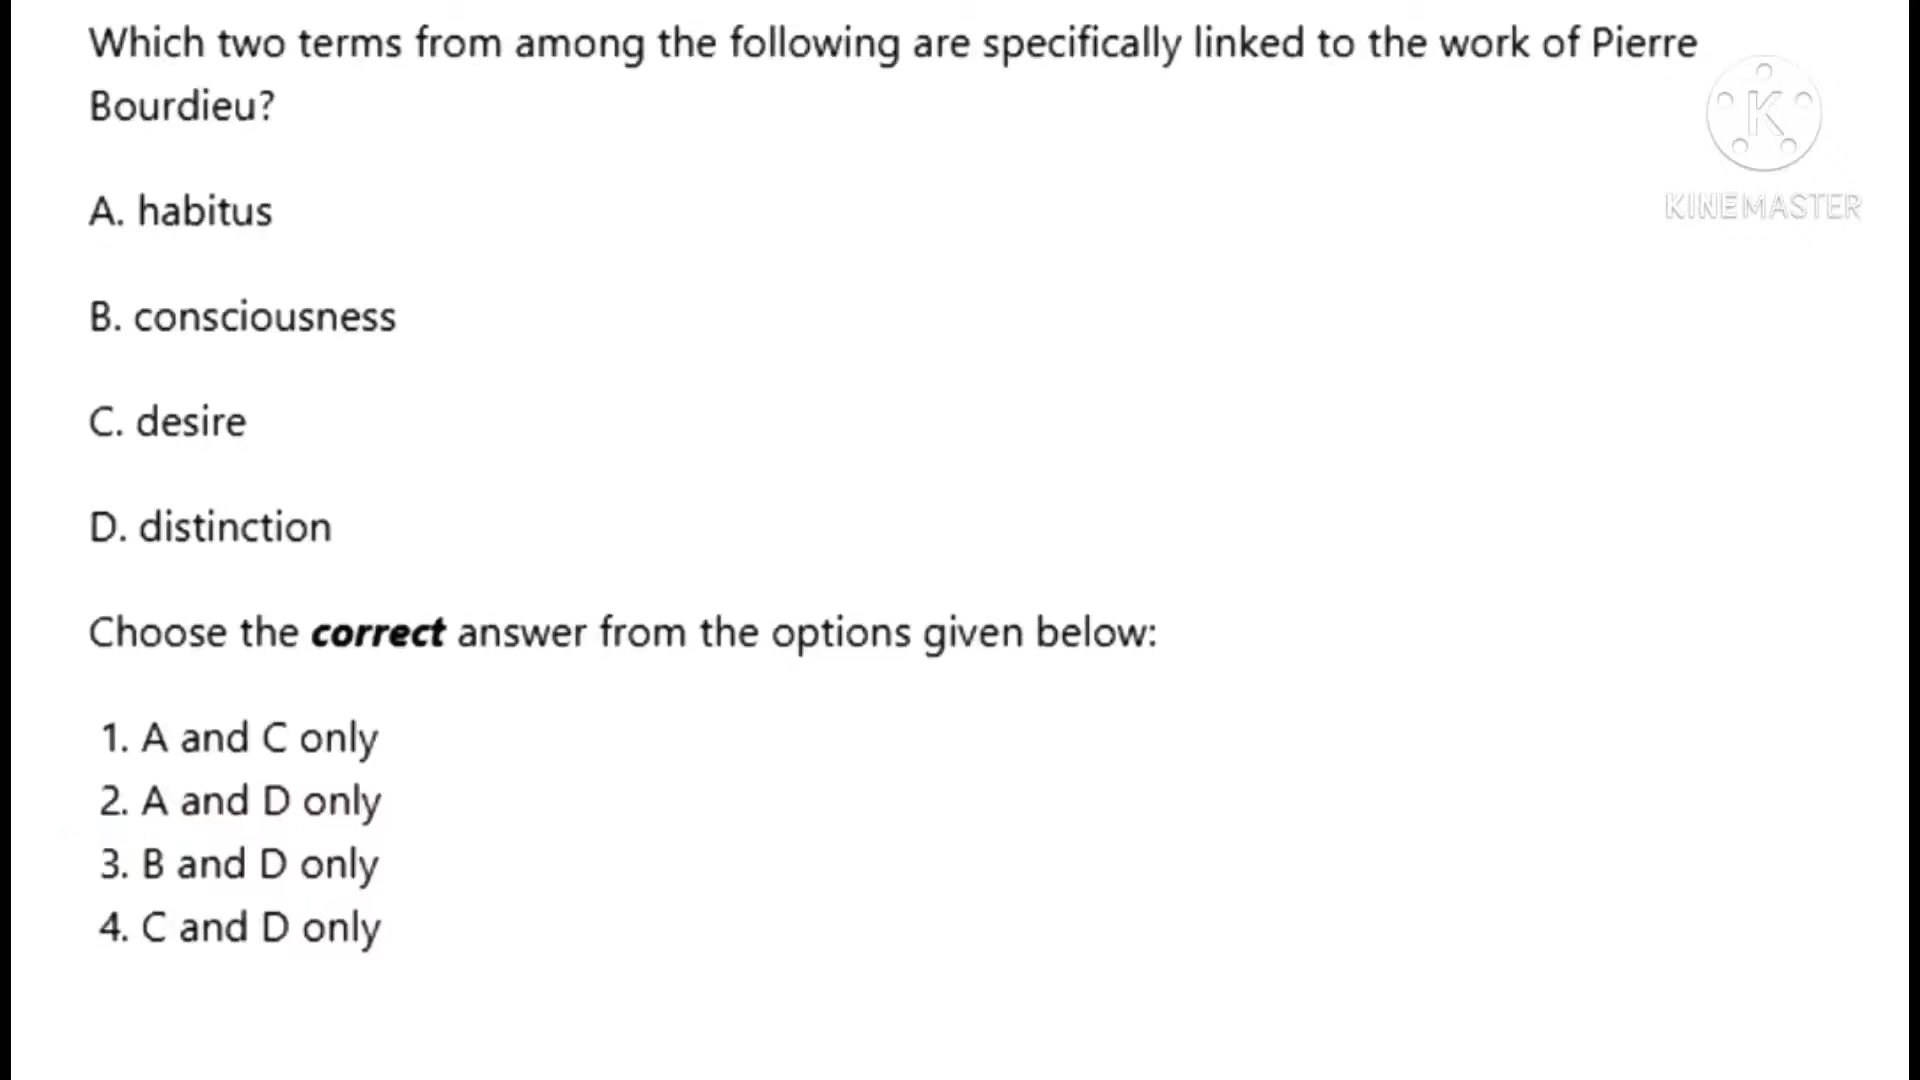 Which two terms from among the following are specifically linked to the work of Pierre
Bourdieu?
KINEMASTER
A. habitus
B. consciousness
C. desire
D. distinction
Choose the correct answer from the options given below:
1. A and C only
2. A and D only
3. B and D only
4. C and D only